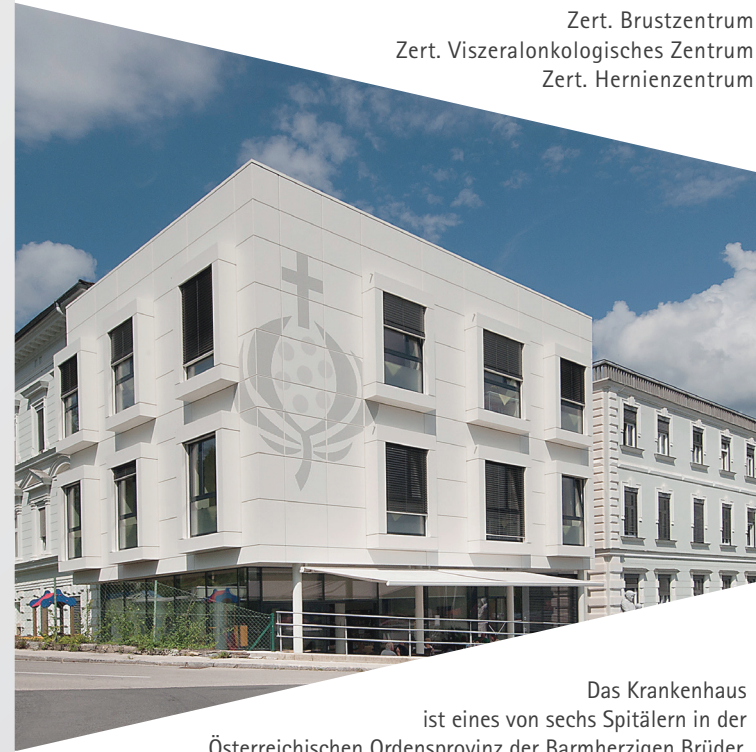 Zert. Brustzentrum
Zert. Viszeralonkologisches Zentrum
Zert. Hernienzentrum
Das Krankenhaus
ist eines von sechs Spitälern in der
Österreichischen Ordensprovinz der Barmherzigen Brüder